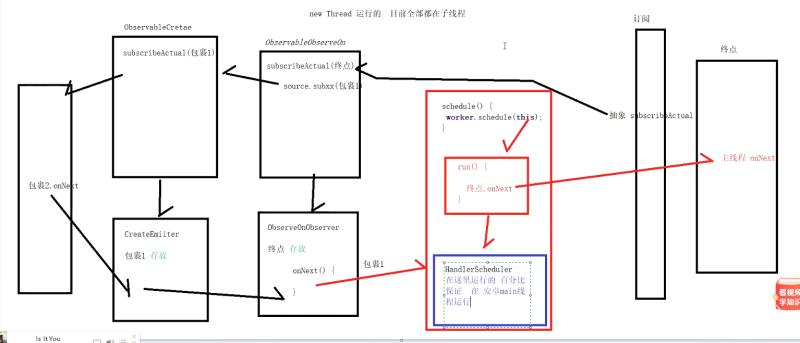 new Thread 运行的 目前全部都在子线程
ObservableCretae
subscribeActual(包裹1)
包裹2.onNext
CreateEmiiter
包裹1 存放
ObservableObserveOn
subscribeActual(终点)
source.subxx(包裹1)
ObserveOnObserver
终点 存放
onNext() {
}
包裹1
schedule() {
worker.schedule(this);
}
run() {
终点.onNext
}
HandlerScheduler
在这里运行的 百分比
保证 在 安卓main线
程运行
订阅
抽象 subscribeActual
终点
主线程 onNext
看视频
学知识
Is It You